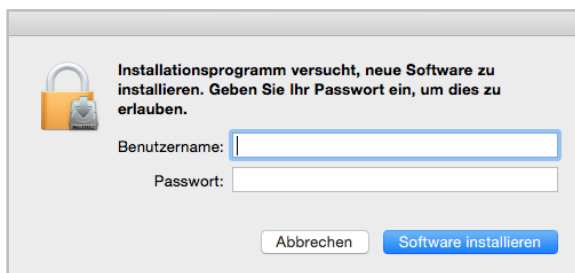 Installationsprogramm versucht, neue Software zu
installieren. Geben Sie Ihr Passwort ein, um dies zu
erlauben.
Benutzername:
Passwort:
Abbrechen
Software installieren